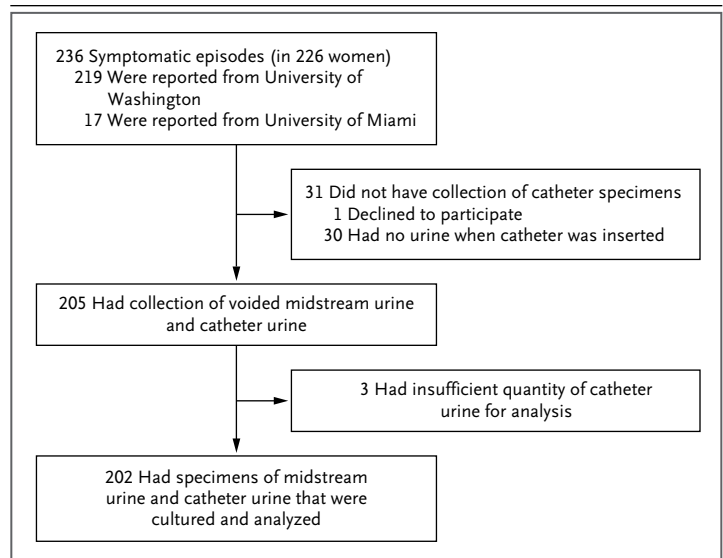 236 Symptomatic episodes (in 226 women)
219 Were reported from University of
Washington
17 Were reported from University of Miami
31 Did not have collection of catheter specimens
1 Declined to participate
30 Had no urine when catheter was inserted
205 Had collection of voided midstream urine
and catheter urine
3 Had insufficient quantity of catheter
urine for analysis
202 Had specimens of midstream
urine and catheter urine that were
cultured and analyzed